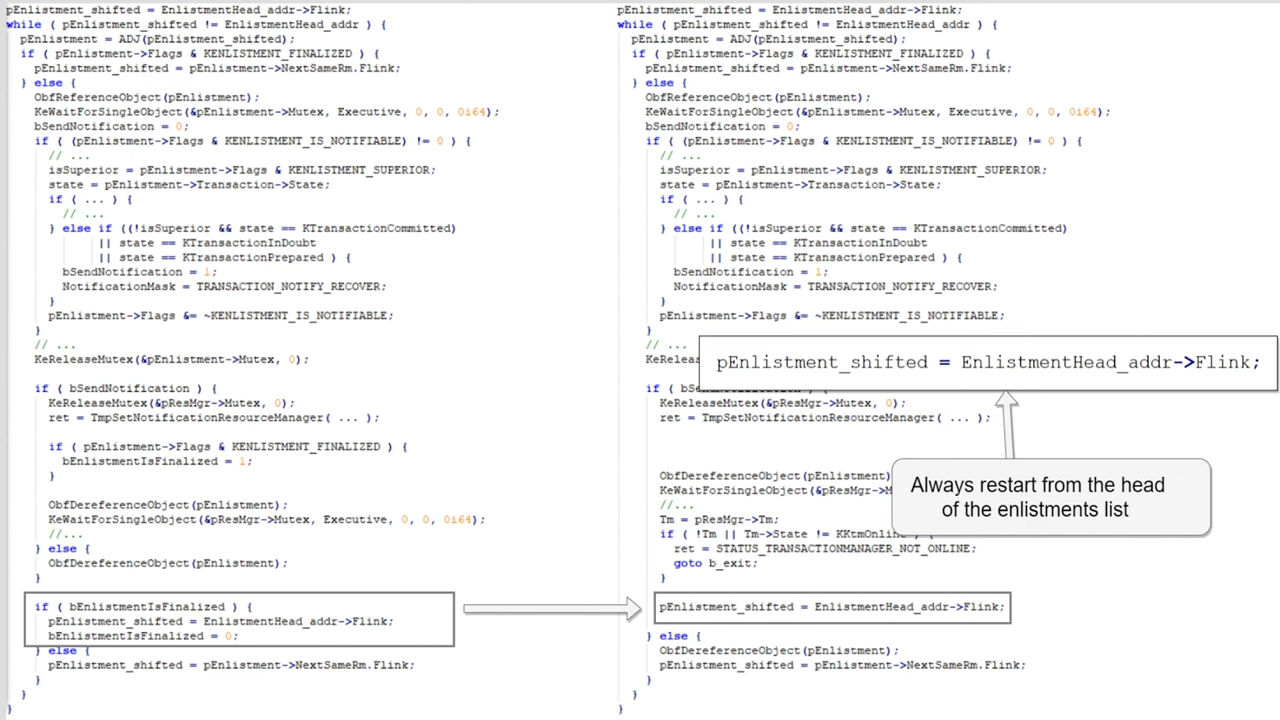 pEnlistment_shifted = EnlistmentHead_addr->Flink;
while ( pEnlistment_shifted != EnlistmentHead_addr ) {
pEnlistment = ADJ(pEnlistment_shifted);
if ( pEnlistment->Flags & KENLISTMENT_FINALIZED ) {
pEnlistment_shifted = pEnlistment->NextSameRm.Flink;
} else {
ObfReferenceObject(pEnlistment);
KeWaitForSingleObject(&pEnlistment->Mutex, Executive, 0, 0, 0i64);
bSendNotification = 0;
if ( (pEnlistment->Flags & KENLISTMENT_IS_NOTIFIABLE) != 0 ) {
// ...
isSuperior = pEnlistment->Flags & KENLISTMENT_SUPERIOR;
state = pEnlistment->Transaction->State;
if ( ... ) {
// ...
} else if ((!isSuperior && state == KTransactionCommitted)
|| state == KTransactionInDoubt
|| state == KTransactionPrepared ) {
bSendNotification = 1;
NotificationMask = TRANSACTION_NOTIFY_RECOVER;
}
pEnlistment->Flags &= ~KENLISTMENT_IS_NOTIFIABLE;
}
// ...
KeReleaseMutex(&pEnlistment->Mutex, 0);
if ( bSendNotification ) {
KeReleaseMutex(&pResMgr->Mutex, 0);
ret = TmpSetNotificationResourceManager( ... );
if ( pEnlistment->Flags & KENLISTMENT_FINALIZED ) {
bEnlistmentIsFinalized = 1;
}
ObfDereferenceObject(pEnlistment);
KeWaitForSingleObject(&pResMgr->Mutex, Executive, 0, 0, 0i64);
//...
} else {
ObfDereferenceObject(pEnlistment);
}
if ( bEnlistmentIsFinalized ) {
pEnlistment_shifted = EnlistmentHead_addr->Flink;
bEnlistmentIsFinalized = 0;
} else {
pEnlistment_shifted = pEnlistment->NextSameRm.Flink;
}
}
}
pEnlistment_shifted = EnlistmentHead_addr->Flink;
while ( pEnlistment_shifted != EnlistmentHead_addr ) {
pEnlistment = ADJ(pEnlistment_shifted);
if ( pEnlistment->Flags & KENLISTMENT_FINALIZED ) {
pEnlistment_shifted = pEnlistment->NextSameRm.Flink;
} else {
ObfReferenceObject(pEnlistment);
KeWaitForSingleObject(&pEnlistment->Mutex, Executive, 0, 0, 0i64);
bSendNotification = 0;
if ( (pEnlistment->Flags & KENLISTMENT_IS_NOTIFIABLE) != 0 ) {
// ...
isSuperior = pEnlistment->Flags & KENLISTMENT_SUPERIOR;
state = pEnlistment->Transaction->State;
if ( ... ) {
// ...
} else if ((!isSuperior && state == KTransactionCommitted)
|| state == KTransactionInDoubt
|| state == KTransactionPrepared ) {
bSendNotification = 1;
NotificationMask = TRANSACTION_NOTIFY_RECOVER;
}
pEnlistment->Flags &= ~KENLISTMENT_IS_NOTIFIABLE;
}
// ...
pEnlistment_shifted = EnlistmentHead_addr->Flink;
if (
KeReleaseMutex(&pResMgr->Mutex, 0);
ret = TmpSetNotificationResourceManager( ... );
ObfDereferenceObject(pEnlistment)
Always restart from the head
of the enlistments list
//...
Tm = pResMgr->Tm;
if ( !Tm || Tm->State !=
ret = STATUS_TRANSACTIONMANAGER_NOT_ONLINE;
goto b_exit;
}
pEnlistment_shifted = EnlistmentHead_addr->Flink;
} else {
ObfDereferenceObject(pEnlistment);
pEnlistment_shifted = pEnlistment->NextSameRm.Flink;
}
}
}